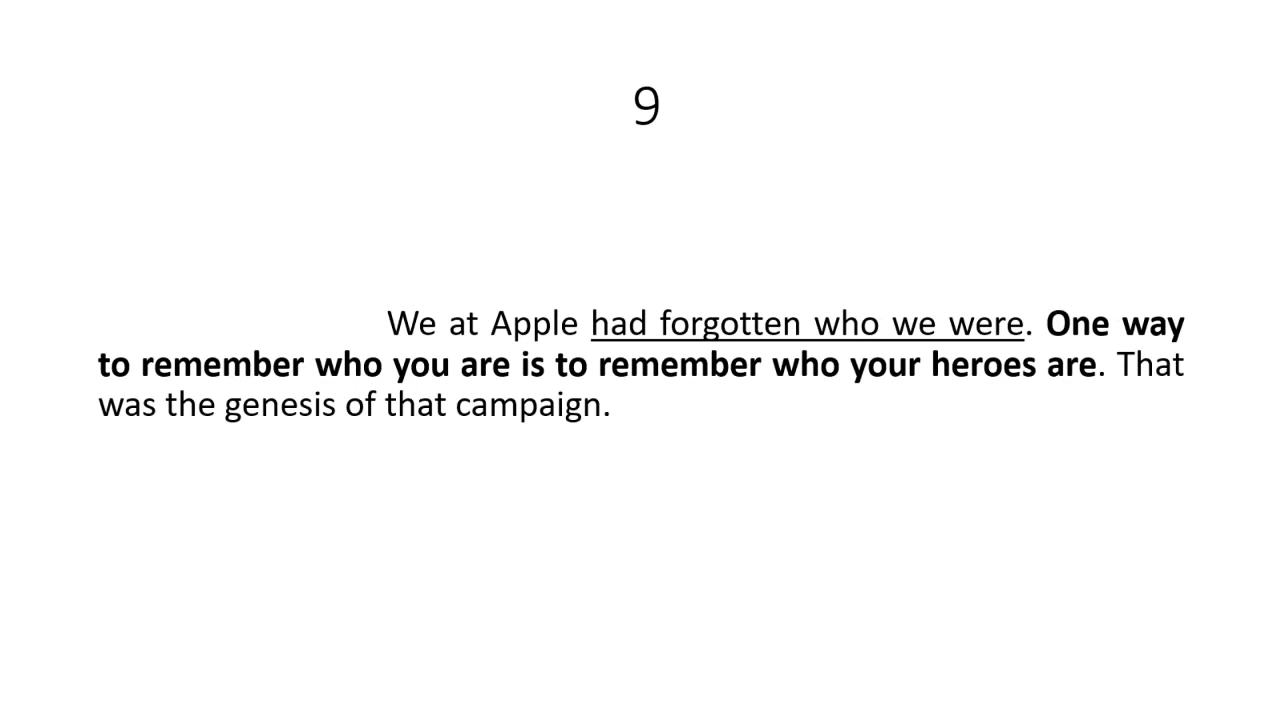 9
We at Apple had forgotten who we were. One way
to remember who you are is to remember who your heroes are. That
was the genesis of that campaign.